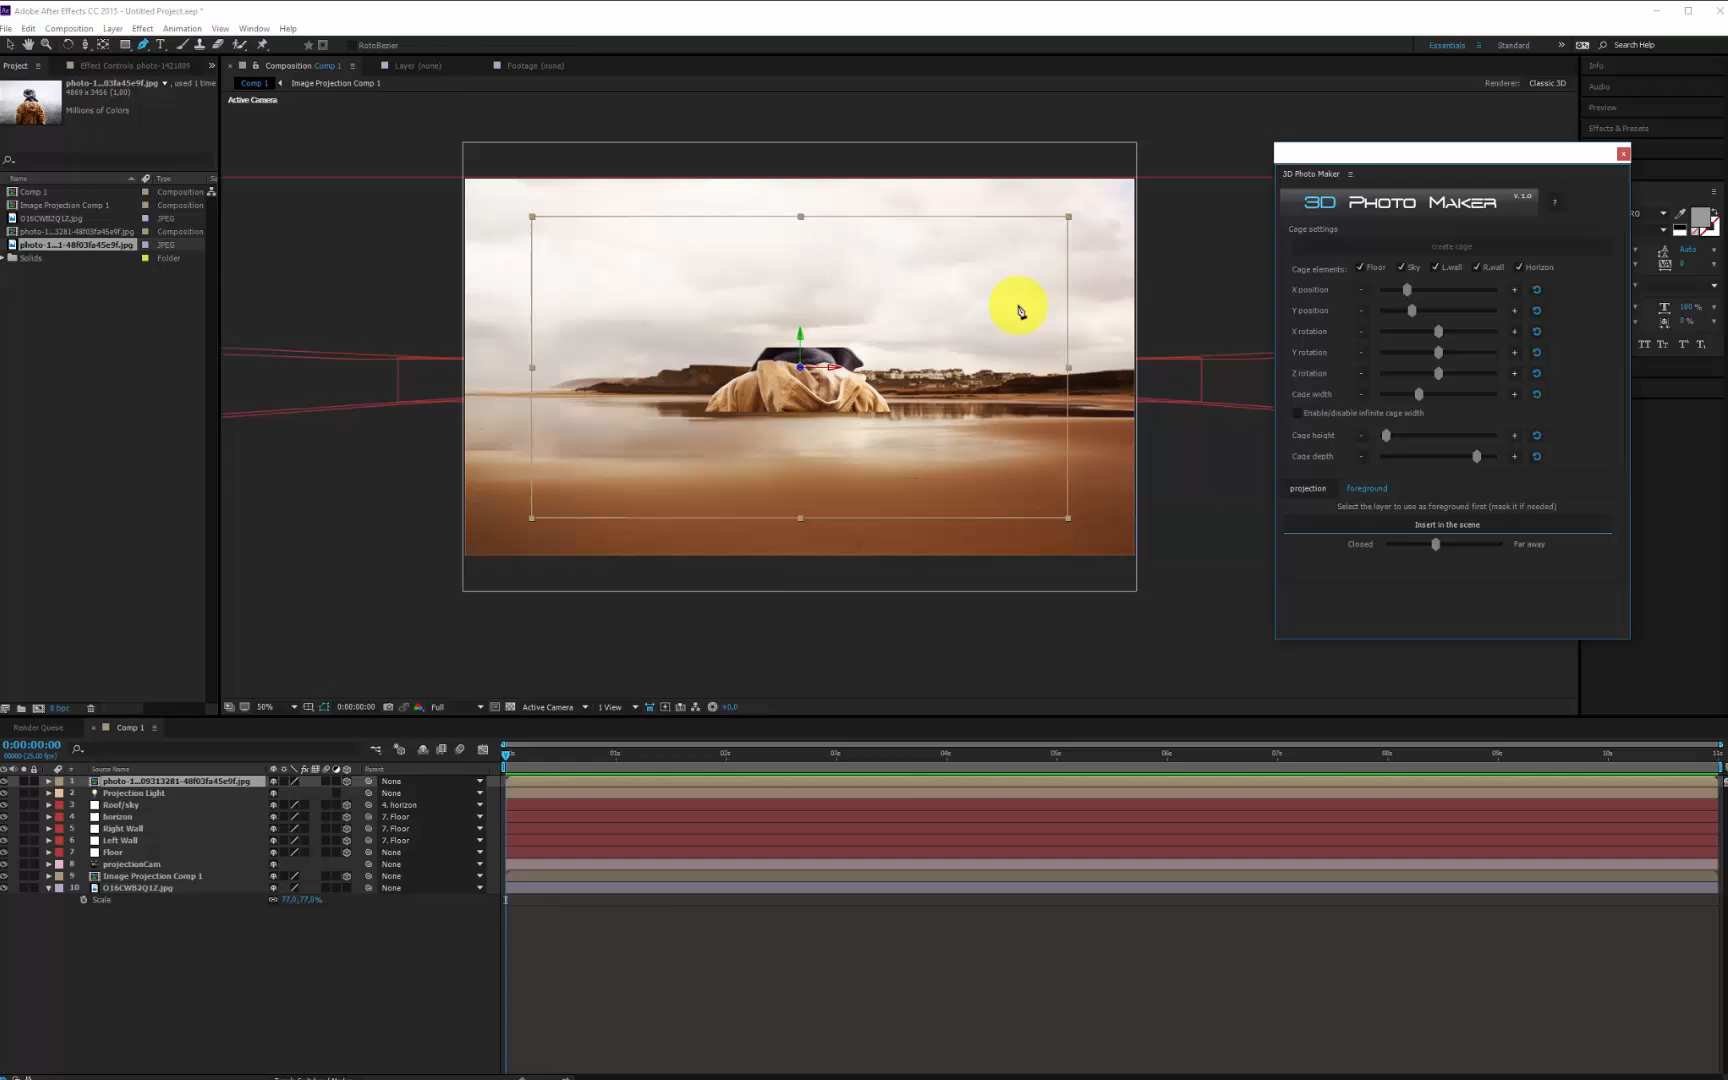 Adobe After Effects CC 2015 - Untitled Project.aep *
File Edit Composition Layer Effect Animation View Window Help
RotoBezier
Essentials
Standard
Search Help
Project
Effect Controls photo-1421809
Composition Comp 1
Layer (none)
Footage (none)
Info
photo-1...03fa45e9f.jpg , used 1 time
4869 x 3456 (1,00)
Millions of Colors
Comp 1
Image Projection Comp 1
Renderer: Classic 3D
Active Camera
Audio
Preview
Effects & Presets
Name Type
Comp 1 Composition
Image Projection Comp 1 Composition
O16CWB2Q1Z.jpg JPEG
photo-1...3281-48f03fa45e9f.jpg Composition
photo-1...1-48f03fa45e9f.jpg JPEG
Solids Folder
3D Photo Maker
3D PHOTO MAKER V. 1.0
?
Cage settings
create cage
Cage elements: Floor Sky L.wall R.wall Horizon
X position - +
Y position - +
X rotation - +
Y rotation - +
Z rotation - +
Cage width - +
Enable/disable infinite cage width
Cage height - +
Cage depth - +
projection foreground
Select the layer to use as foreground first (mask it if needed)
Insert in the scene
Closed Far away
Auto
0
100 %
0 %
8 bpc
50%
0:00:00:00
Full
Active Camera
1 View
+0,0
Render Queue
Comp 1
0:00:00:00
00000 (25.00 fps)
01s 02s 03s 04s 05s 06s 07s 08s 09s 10s 11s
# Source Name Parent
1 photo-1...09313281-48f03fa45e9f.jpg None
2 Projection Light None
3 Roof/sky 4. horizon
4 horizon 7. Floor
5 Right Wall 7. Floor
6 Left Wall 7. Floor
7 Floor None
8 projectionCam None
9 Image Projection Comp 1 None
10 O16CWB2Q1Z.jpg None
Scale 77,0,77,0%